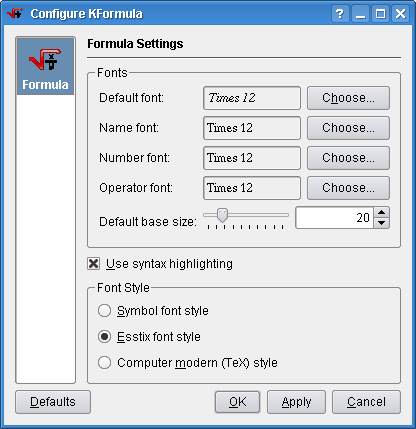 Configure KFormula
Formula
Formula Settings
Fonts
Default font: Times 12 Choose...
Name font: Times 12 Choose...
Number font: Times 12 Choose...
Operator font: Times 12 Choose...
Default base size: 20
Use syntax highlighting
Font Style
Symbol font style
Esstix font style
Computer modern (TeX) style
Defaults OK Apply Cancel